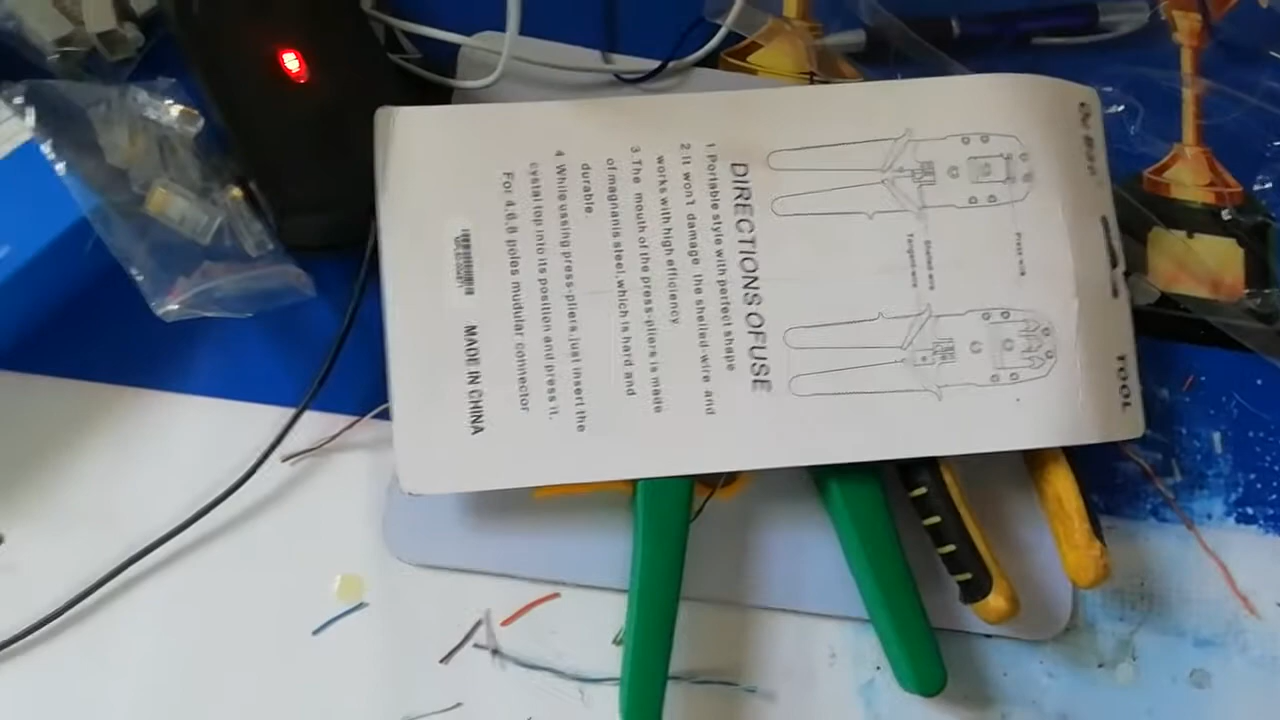 TOOL
Press-wire
Shelled-wire
Tangent-wire
DIRECTIONS OF USE
1.Portable style with perfect shape
2.It won't damage the shelled-wire and
works with high efficiency
3.The mouth of the press-pliers is made
of magnanis steel,which is hard and
durable.
4 While ussing press-pliers,just insert the
cystal top into its position and press it.
For 4,6,8 poles mudular connector
MADE IN CHINA